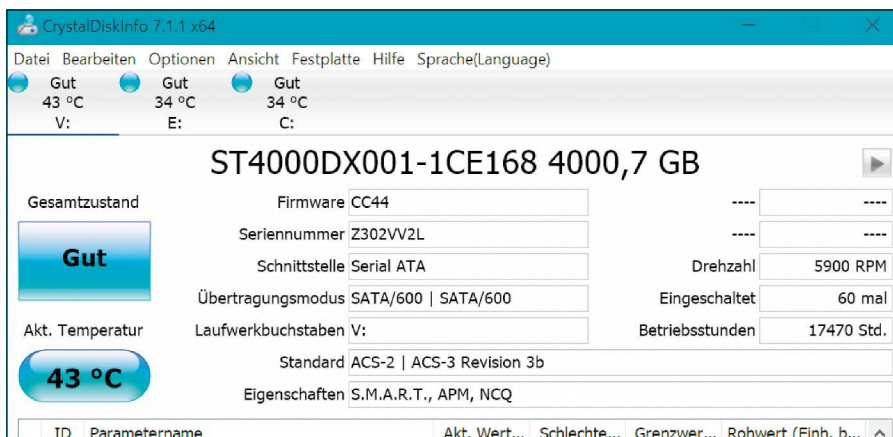 CrystalDiskInfo 7.1.1 x64
Datei Bearbeiten Optionen Ansicht Festplatte Hilfe Sprache(Language)
Gut Gut Gut
43 °C 34 °C 34 °C
V: E: C:
ST4000DX001-1CE168 4000,7 GB
Gesamtzustand Firmware CC44 ---- ----
Seriennummer Z302VV2L ---- ----
Gut Schnittstelle Serial ATA Drehzahl 5900 RPM
Übertragungsmodus SATA/600 | SATA/600 Eingeschaltet 60 mal
Akt. Temperatur Laufwerkbuchstaben V: Betriebsstunden 17470 Std.
Standard ACS-2 | ACS-3 Revision 3b
43 °C Eigenschaften S.M.A.R.T., APM, NCQ
ID Parametername Akt. Wert... Schlechte... Grenzwer... Rohwert (Einh. b...